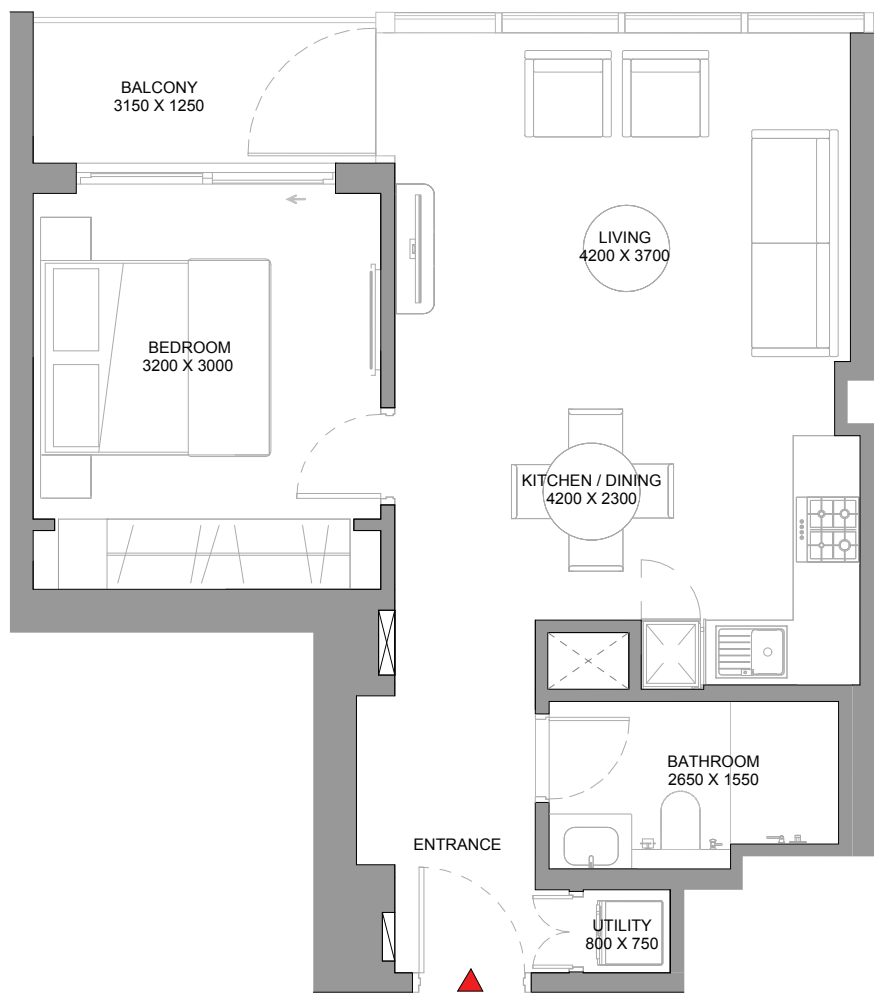 BALCONY
3150 X 1250
LIVING
4200 X 3700
BEDROOM
3200 X 3000
KITCHEN / DINING
4200 X 2300
BATHROOM
2650 X 1550
ENTRANCE
UTILITY
800 X 750